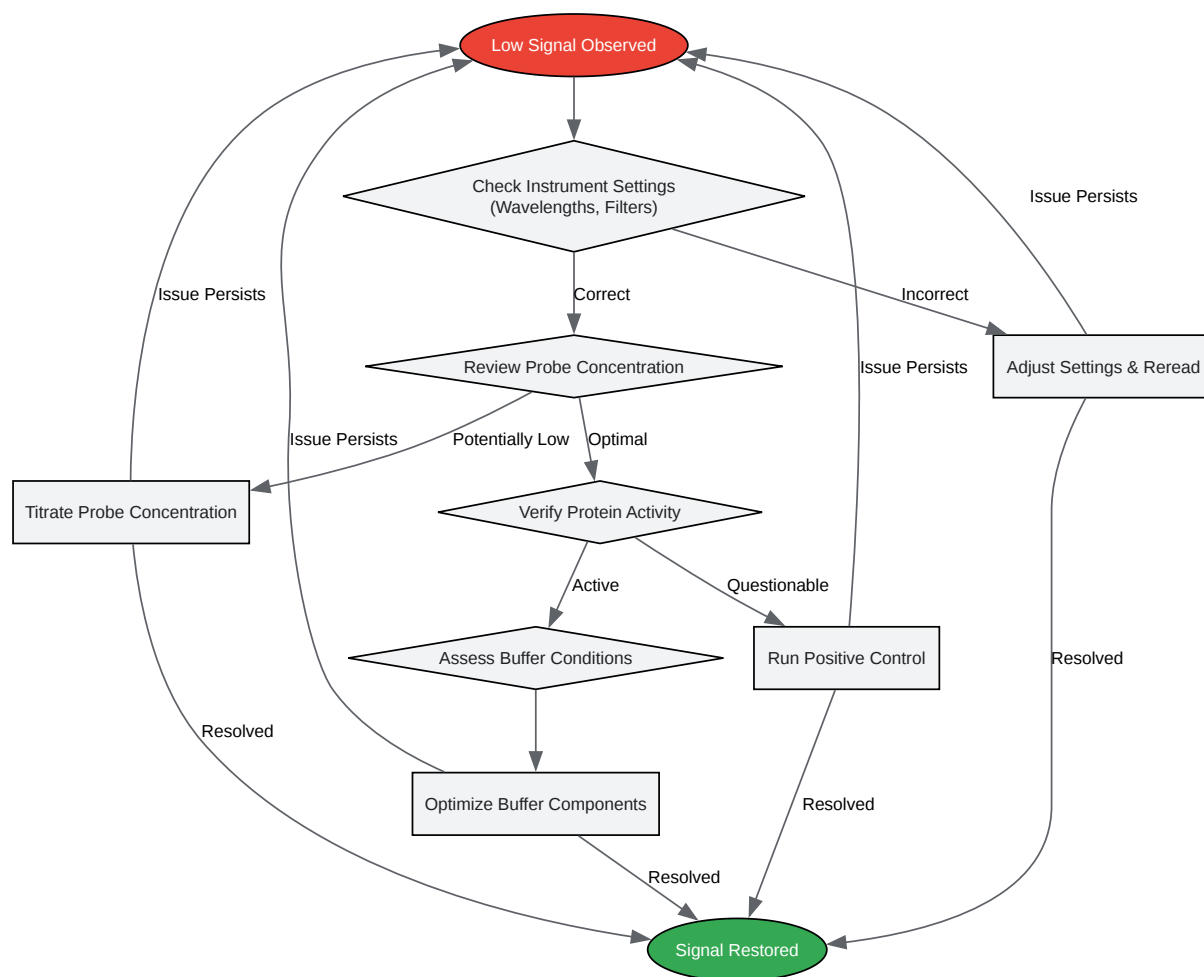 Low Signal Observed
Check Instrument Settings
(Wavelengths, Filters)
Issue Persists
Issue Persists
Correct
Incorrect
Review Probe Concentration
Issue Persists
Adjust Settings & Reread
Issue Persists
Potentially Low
Optimal
Titrate Probe Concentration
Verify Protein Activity
Active
Questionable
Assess Buffer Conditions
Run Positive Control
Resolved
Resolved
Optimize Buffer Components
Resolved
Resolved
Signal Restored